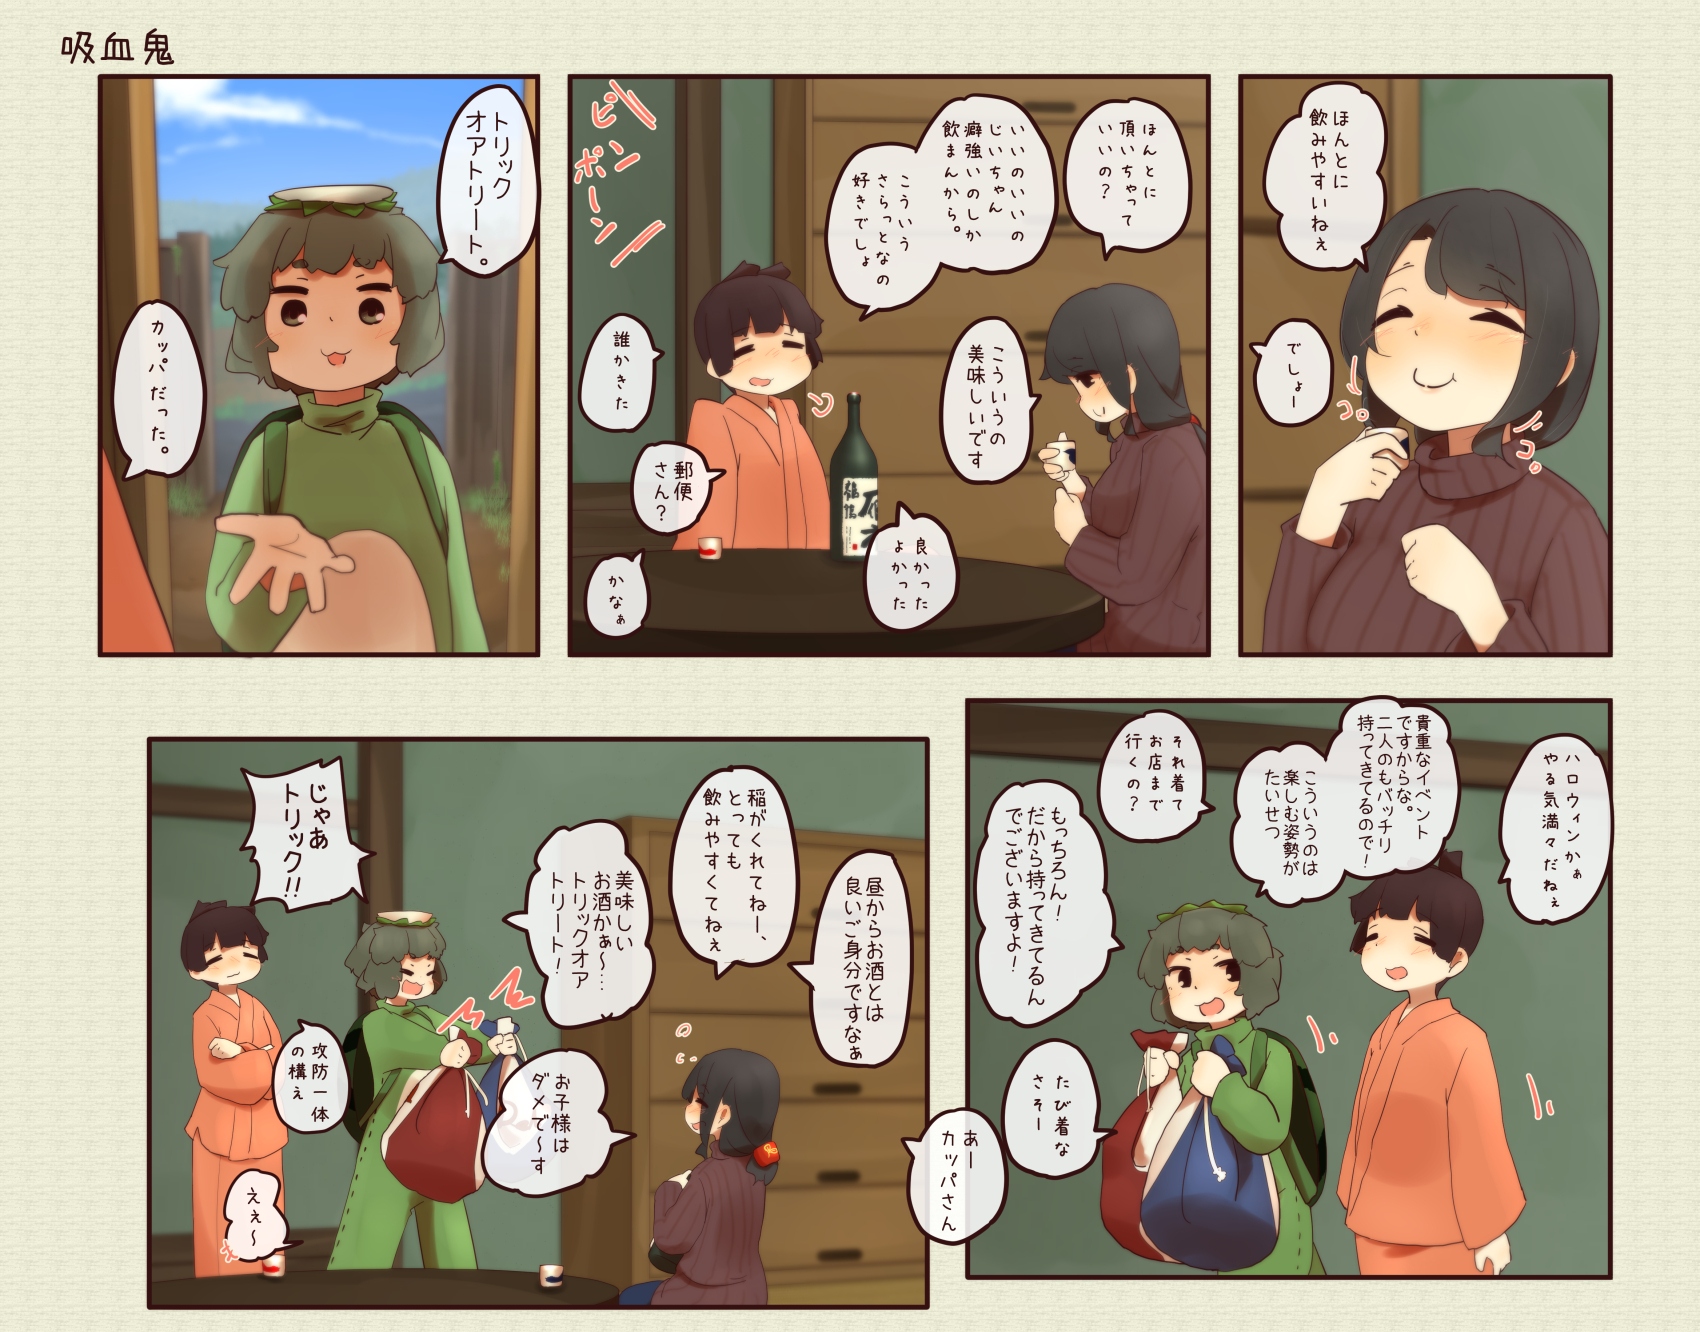 吸血鬼
ほんとに
飲みやすいねぇ
でしょー
コ。
コ。
ほんとに
頂いちゃって
いいの?
いいのいいの
じいちゃん
癖強いのしか
飲まんから。
こういう
さらっとなの
好きでしょ
こういうの
美味しいです
良かった
よかった
ピン
ポーン
誰かきた
郵便
さん?
かなぁ
トリック
オアトリート。
カッパだった。
ハロウィンかぁ
やる気満々だねぇ
貴重なイベント
ですからな。
二人のもバッチリ
持ってきてるので!
こういうのは
楽しむ姿勢が
たいせつ
それ着て
お店まで
行くの?
もっちろん!
だから持ってきてるん
でございますよ!
たび着な
さそー
あー
カッパさん
昼からお酒とは
良いご身分ですなぁ
稲がくれてねー、
とっても
飲みやすくてねぇ
美味しい
お酒かぁ〜…
トリックオア
トリート!
お子様は
ダメで〜す
じゃあ
トリック!!
攻防一体
の構え
ええ〜